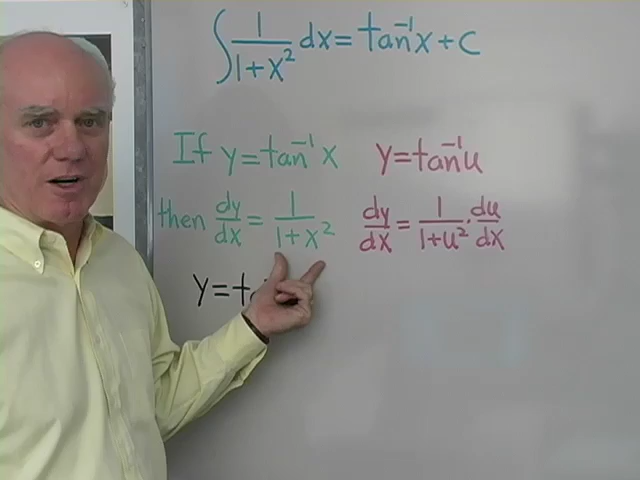 ∫ 1/(1+x²) dx = tan⁻¹x + c
If y = tan⁻¹ x
y = tan⁻¹u
then dy/dx = 1/(1+x²)
dy/dx = 1/(1+u²) · du/dx
y=t